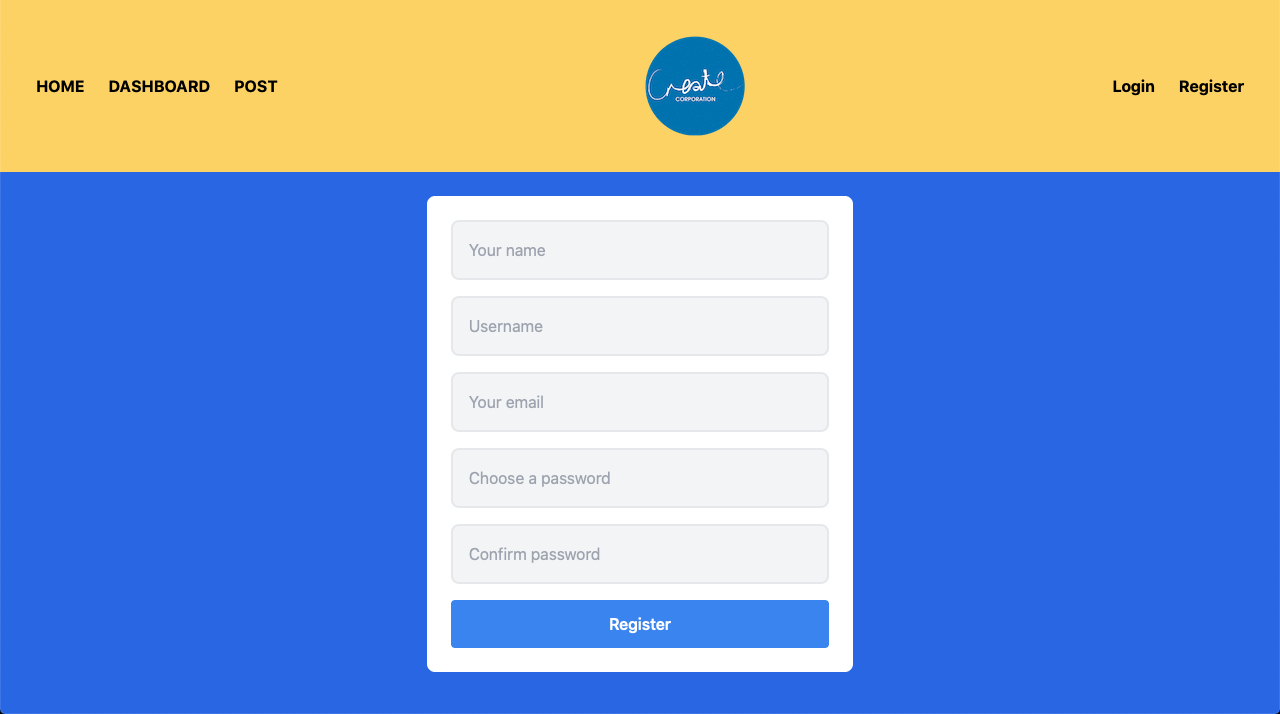 HOME DASHBOARD POST
Create
CORPORATION
Login Register
Your name
Username
Your email
Choose a password
Confirm password
Register